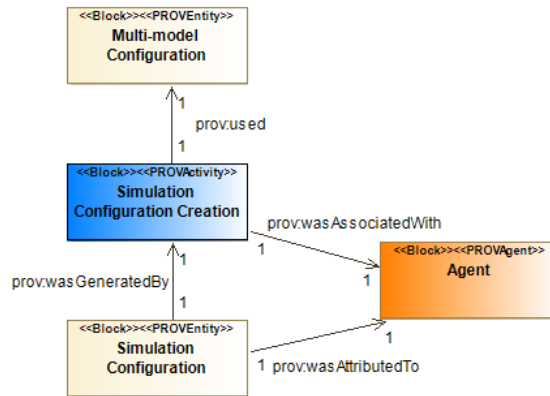 <<Block>><<PROVEntity>>
Multi-model
Configuration
1
prov:used
1
<<Block>><<PROVActivity>>
Simulation
Configuration Creation
prov:wasAssociatedWith
1
1
<<Block>><<PROVAgent>>
Agent
1
prov:wasGeneratedBy
1
1
<<Block>><<PROVEntity>>
Simulation
Configuration
1 prov:wasAttributedTo